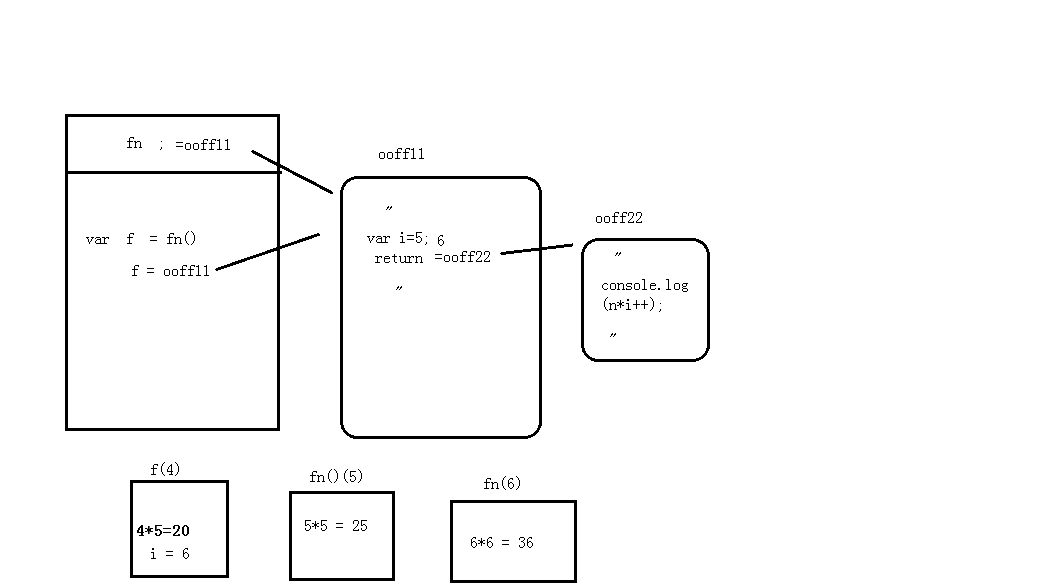 fn ; =ooff11
ooff11
var f = fn()
f = ooff11
"
var i=5; 6
return =ooff22
"
ooff22
"
console.log
(n*i++);
"
f(4)
4*5=20
i = 6
fn()(5)
5*5 = 25
fn(6)
6*6 = 36